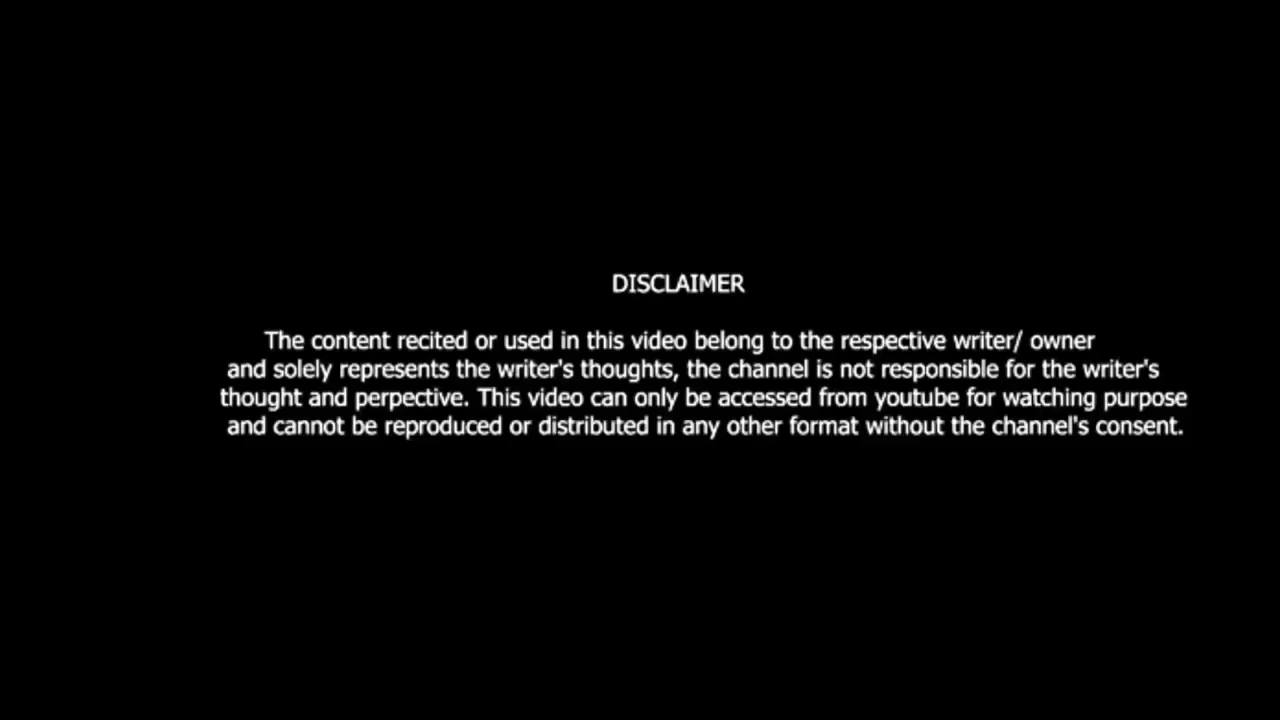 DISCLAIMER
The content recited or used in this video belong to the respective writer/ owner
and solely represents the writer's thoughts, the channel is not responsible for the writer's
thought and perpective. This video can only be accessed from youtube for watching purpose
and cannot be reproduced or distributed in any other format without the channel's consent.